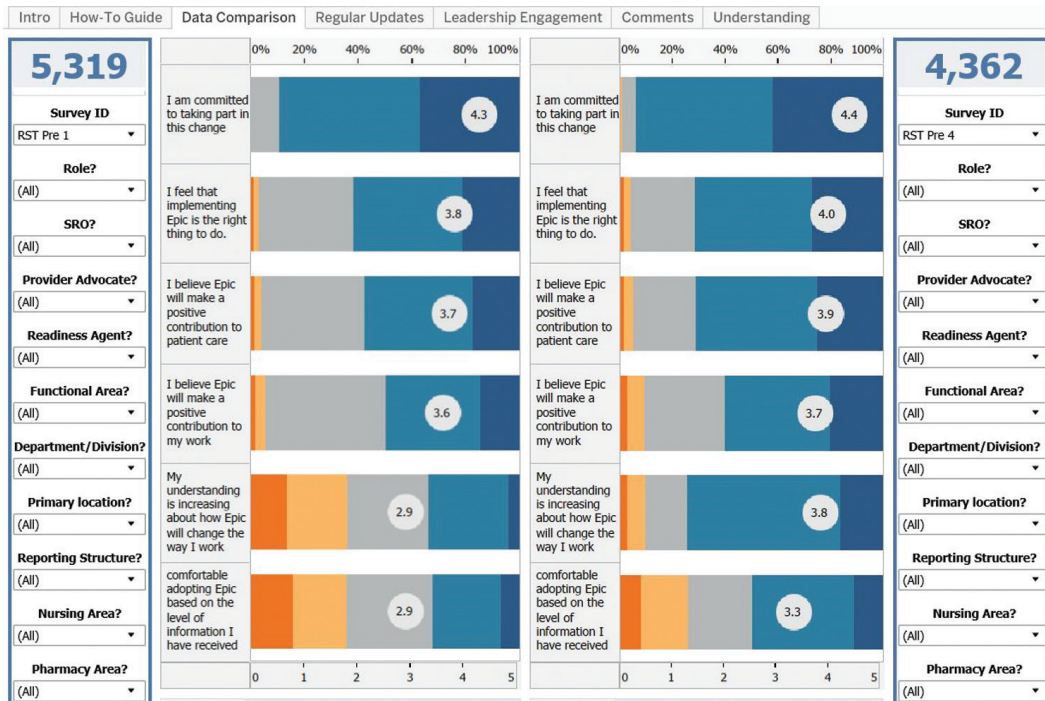 Intro How-To Guide Data Comparison Regular Updates Leadership Engagement Comments Understanding
5,319
Survey ID
RST Pre 1
Role?
(All)
SRO?
(All)
Provider Advocate?
(All)
Readiness Agent?
(All)
Functional Area?
(All)
Department/Division?
(All)
Primary location?
(All)
Reporting Structure?
(All)
Nursing Area?
(All)
Pharmacy Area?
(All)
0% 20% 40% 60% 80% 100%
I am committed
to taking part in
this change
4.3
I feel that
implementing
Epic is the right
thing to do.
3.8
I believe Epic
will make a
positive
contribution to
patient care
3.7
I believe Epic
will make a
positive
contribution to
my work
3.6
My
understanding
is increasing
about how Epic
will change the
way I work
2.9
comfortable
adopting Epic
based on the
level of
information I
have received
2.9
0 1 2 3 4 5
0% 20% 40% 60% 80% 100%
I am committed
to taking part in
this change
4.4
I feel that
implementing
Epic is the right
thing to do.
4.0
I believe Epic
will make a
positive
contribution to
patient care
3.9
I believe Epic
will make a
positive
contribution to
my work
3.7
My
understanding
is increasing
about how Epic
will change the
way I work
3.8
comfortable
adopting Epic
based on the
level of
information I
have received
3.3
0 1 2 3 4 5
4,362
Survey ID
RST Pre 4
Role?
(All)
SRO?
(All)
Provider Advocate?
(All)
Readiness Agent?
(All)
Functional Area?
(All)
Department/Division?
(All)
Primary location?
(All)
Reporting Structure?
(All)
Nursing Area?
(All)
Pharmacy Area?
(All)